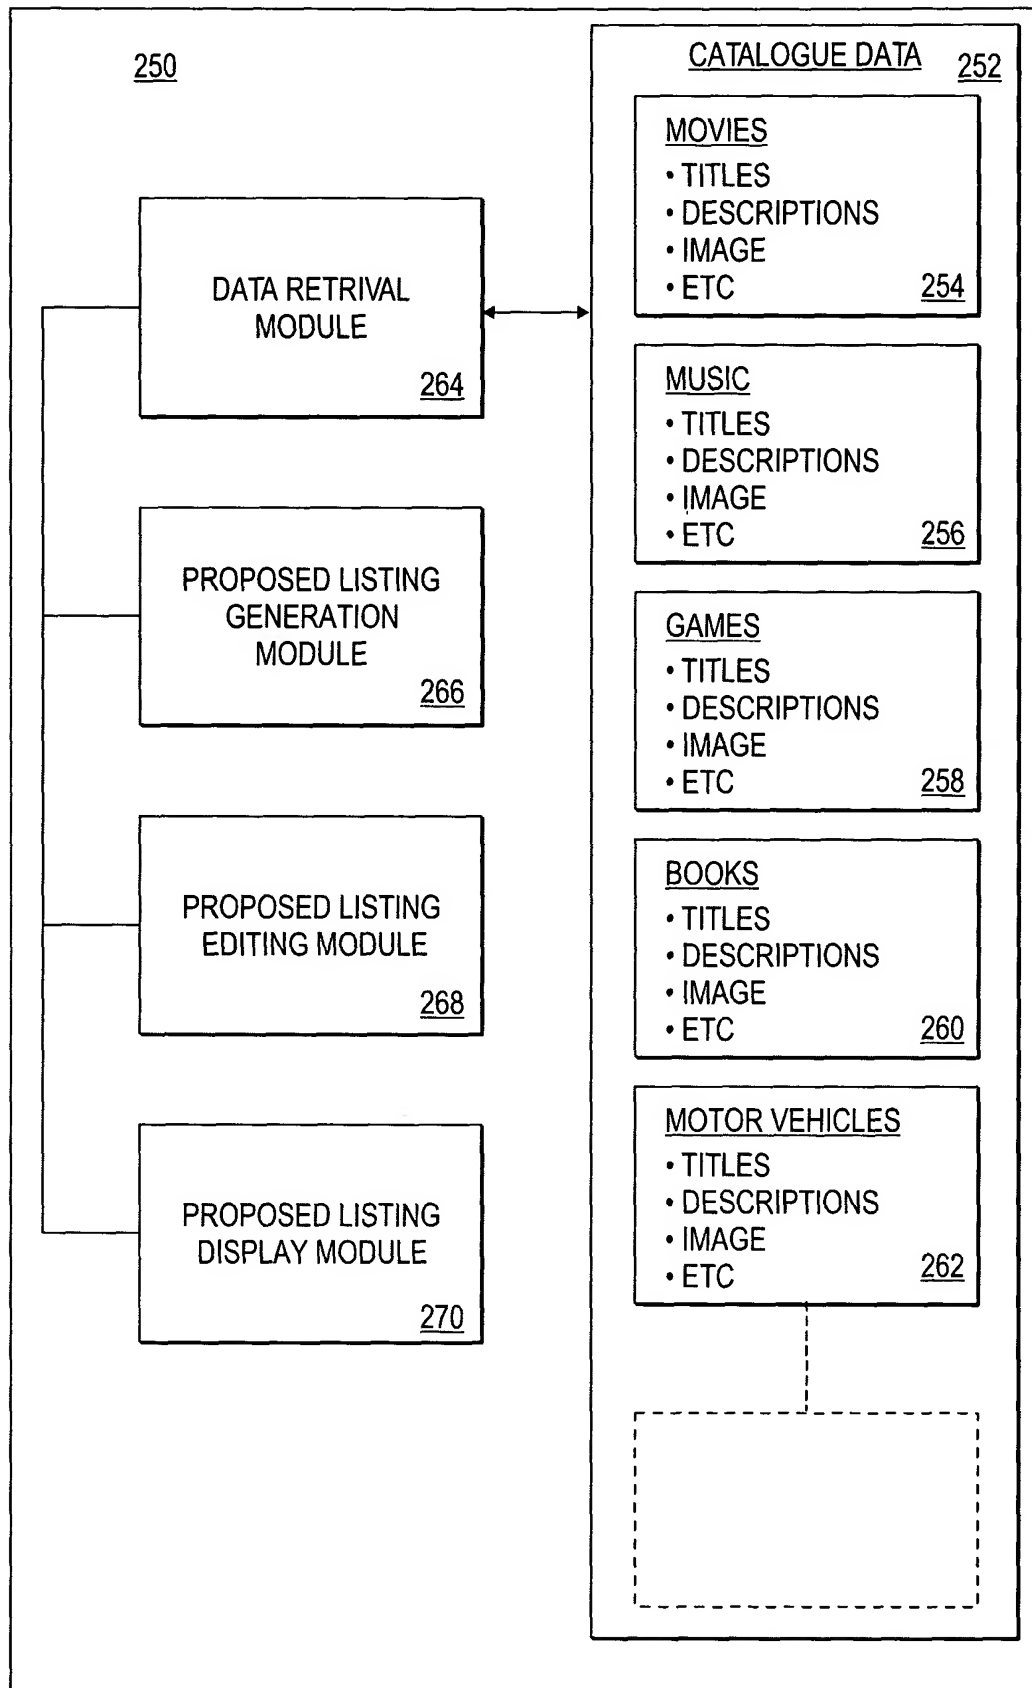 250
DATA RETRIVAL
MODULE
264
PROPOSED LISTING
GENERATION
MODULE
266
PROPOSED LISTING
EDITING MODULE
268
PROPOSED LISTING
DISPLAY MODULE
270
CATALOGUE DATA
252
MOVIES
• TITLES
• DESCRIPTIONS
• IMAGE
• ETC
254
MUSIC
• TITLES
• DESCRIPTIONS
• IMAGE
• ETC
256
GAMES
• TITLES
• DESCRIPTIONS
• IMAGE
• ETC
258
BOOKS
• TITLES
• DESCRIPTIONS
• IMAGE
• ETC
260
MOTOR VEHICLES
• TITLES
• DESCRIPTIONS
• IMAGE
• ETC
262